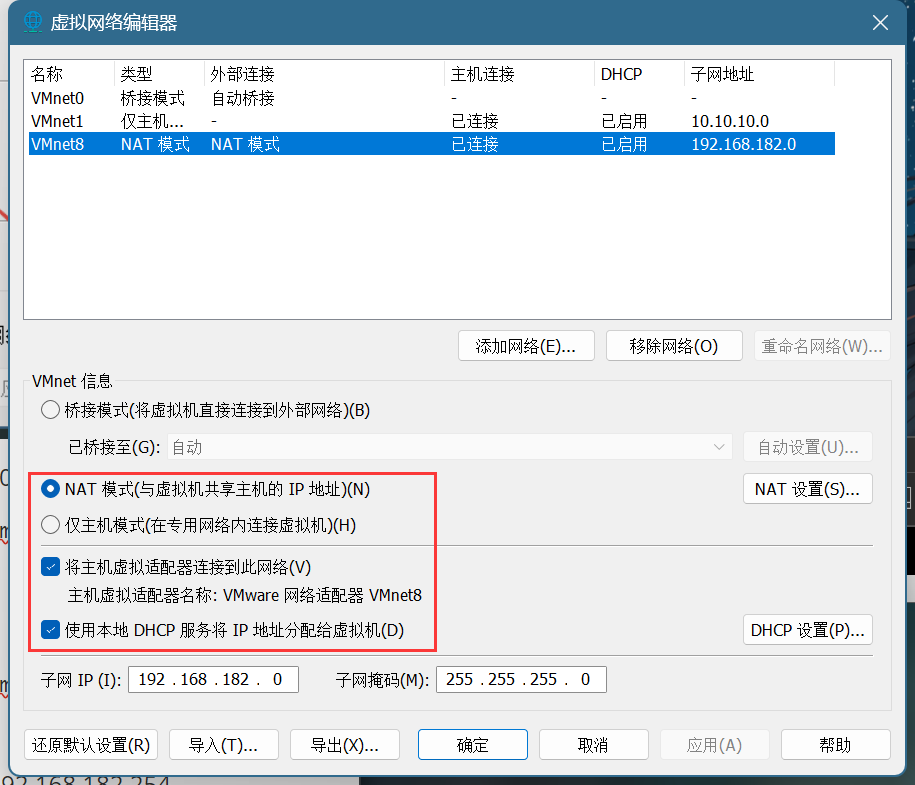 虚拟网络编辑器
名称 类型 外部连接 主机连接 DHCP 子网地址
VMnet0 桥接模式 自动桥接 - - -
VMnet1 仅主机... - 已连接 已启用 10.10.10.0
VMnet8 NAT 模式 NAT 模式 已连接 已启用 192.168.182.0
添加网络(E)... 移除网络(O) 重命名网络(W)...
VMnet 信息
桥接模式(将虚拟机直接连接到外部网络)(B)
已桥接至(G): 自动 自动设置(U)...
NAT 模式(与虚拟机共享主机的 IP 地址)(N) NAT 设置(S)...
仅主机模式(在专用网络内连接虚拟机)(H)
将主机虚拟适配器连接到此网络(V)
主机虚拟适配器名称: VMware 网络适配器 VMnet8
使用本地 DHCP 服务将 IP 地址分配给虚拟机(D) DHCP 设置(P)...
子网 IP (I): 192 . 168 . 182 . 0 子网掩码(M): 255 . 255 . 255 . 0
还原默认设置(R) 导入(T)... 导出(X)... 确定 取消 应用(A) 帮助